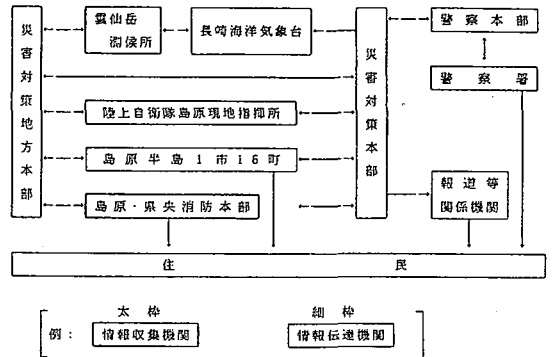 災害対策地方本部
雲仙岳
測候所
長崎海洋気象台
災害対策本部
警察本部
警察署
陸上自衛隊島原現地指揮所
島原半島1市16町
島原・県央消防本部
報道等
関係機関
住民
太枠
細枠
例：
情報収集機関
情報伝達機関